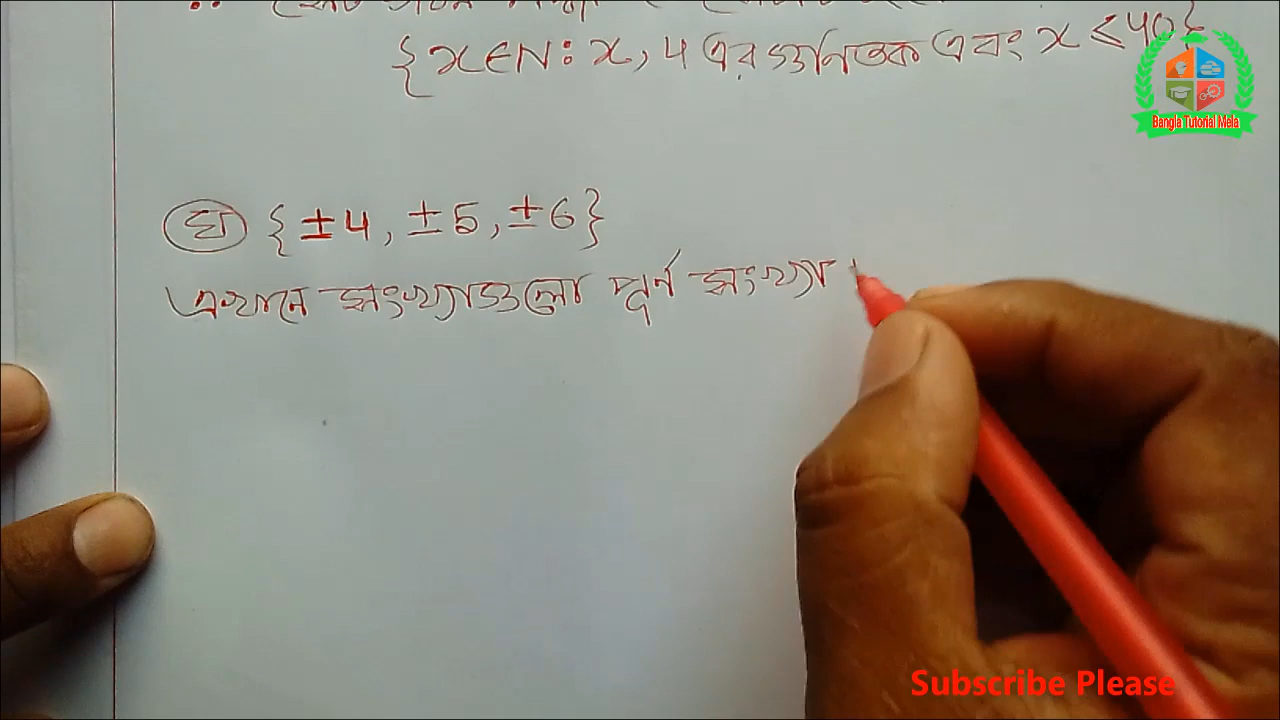 {x∈N : x, 4 এর গুনিতক এবং x ≤ 40}
Bangla Tutorial Mela
ঘ {±4, ±5, ±6}
এখানে সংখ্যাগুলো পূর্ন সংখ্যা
Subscribe Please